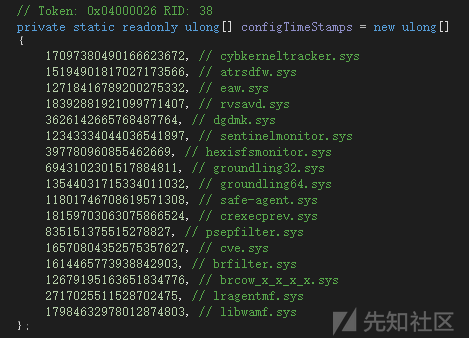 // Token: 0x04000026 RID: 38
private static readonly ulong[] configTimeStamps = new ulong[]
{
17097380490166623672, // cybkerneltracker.sys
15194901817027173566, // atrsdfw.sys
12718416789200275332, // eaw.sys
18392881921099771407, // rvsavd.sys
3626142665768487764, // dgdmk.sys
12343334044036541897, // sentinelmonitor.sys
397780960855462669, // hexisfsmonitor.sys
6943102301517884811, // groundling32.sys
13544031715334011032, // groundling64.sys
11801746708619571308, // safe-agent.sys
18159703063075866524, // crexecprev.sys
835151375515278827, // psepfilter.sys
16570804352575357627, // cve.sys
1614465773938842903, // brfilter.sys
12679195163651834776, // brcow_x_x_x_x.sys
2717025511528702475, // lragentmf.sys
17984632978012874803, // libwamf.sys
};
先知社区